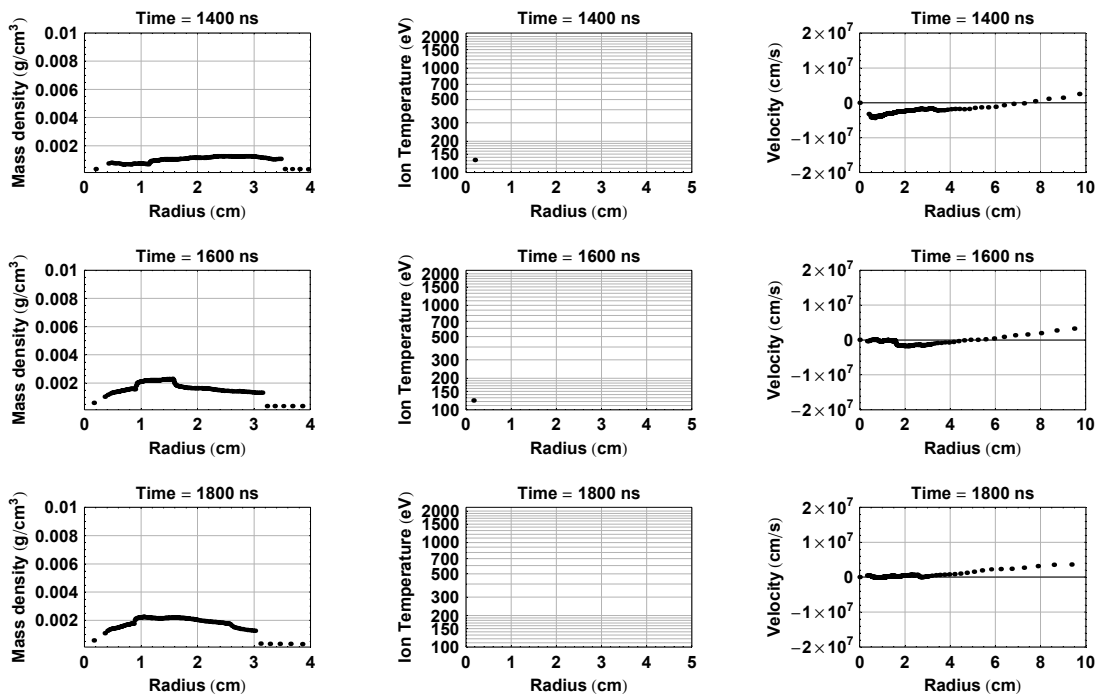 Time = 1400 ns
Mass density (g/cm³)
0.01
0.008
0.006
0.004
0.002
0 1 2 3 4
Radius (cm)
Time = 1400 ns
Ion Temperature (eV)
2000
1500
1000
700
500
300
200
150
100
0 1 2 3 4 5
Radius (cm)
Time = 1400 ns
Velocity (cm/s)
2×10⁷
1×10⁷
0
−1×10⁷
−2×10⁷
0 2 4 6 8 10
Radius (cm)
Time = 1600 ns
Mass density (g/cm³)
0.01
0.008
0.006
0.004
0.002
0 1 2 3 4
Radius (cm)
Time = 1600 ns
Ion Temperature (eV)
2000
1500
1000
700
500
300
200
150
100
0 1 2 3 4 5
Radius (cm)
Time = 1600 ns
Velocity (cm/s)
2×10⁷
1×10⁷
0
−1×10⁷
−2×10⁷
0 2 4 6 8 10
Radius (cm)
Time = 1800 ns
Mass density (g/cm³)
0.01
0.008
0.006
0.004
0.002
0 1 2 3 4
Radius (cm)
Time = 1800 ns
Ion Temperature (eV)
2000
1500
1000
700
500
300
200
150
100
0 1 2 3 4 5
Radius (cm)
Time = 1800 ns
Velocity (cm/s)
2×10⁷
1×10⁷
0
−1×10⁷
−2×10⁷
0 2 4 6 8 10
Radius (cm)